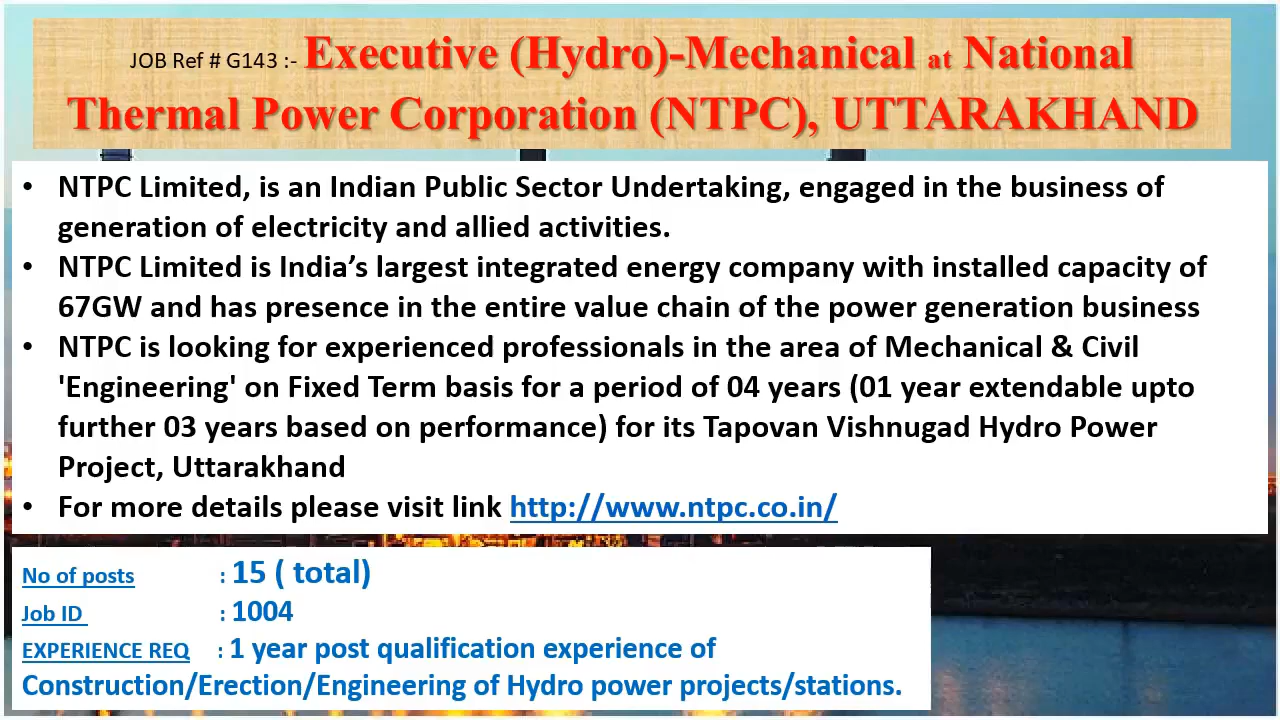 JOB Ref # G143 :- Executive (Hydro)-Mechanical at National
Thermal Power Corporation (NTPC), UTTARAKHAND
• NTPC Limited, is an Indian Public Sector Undertaking, engaged in the business of
generation of electricity and allied activities.
• NTPC Limited is India’s largest integrated energy company with installed capacity of
67GW and has presence in the entire value chain of the power generation business
• NTPC is looking for experienced professionals in the area of Mechanical & Civil
'Engineering' on Fixed Term basis for a period of 04 years (01 year extendable upto
further 03 years based on performance) for its Tapovan Vishnugad Hydro Power
Project, Uttarakhand
• For more details please visit link http://www.ntpc.co.in/
No of posts : 15 ( total)
Job ID : 1004
EXPERIENCE REQ : 1 year post qualification experience of
Construction/Erection/Engineering of Hydro power projects/stations.